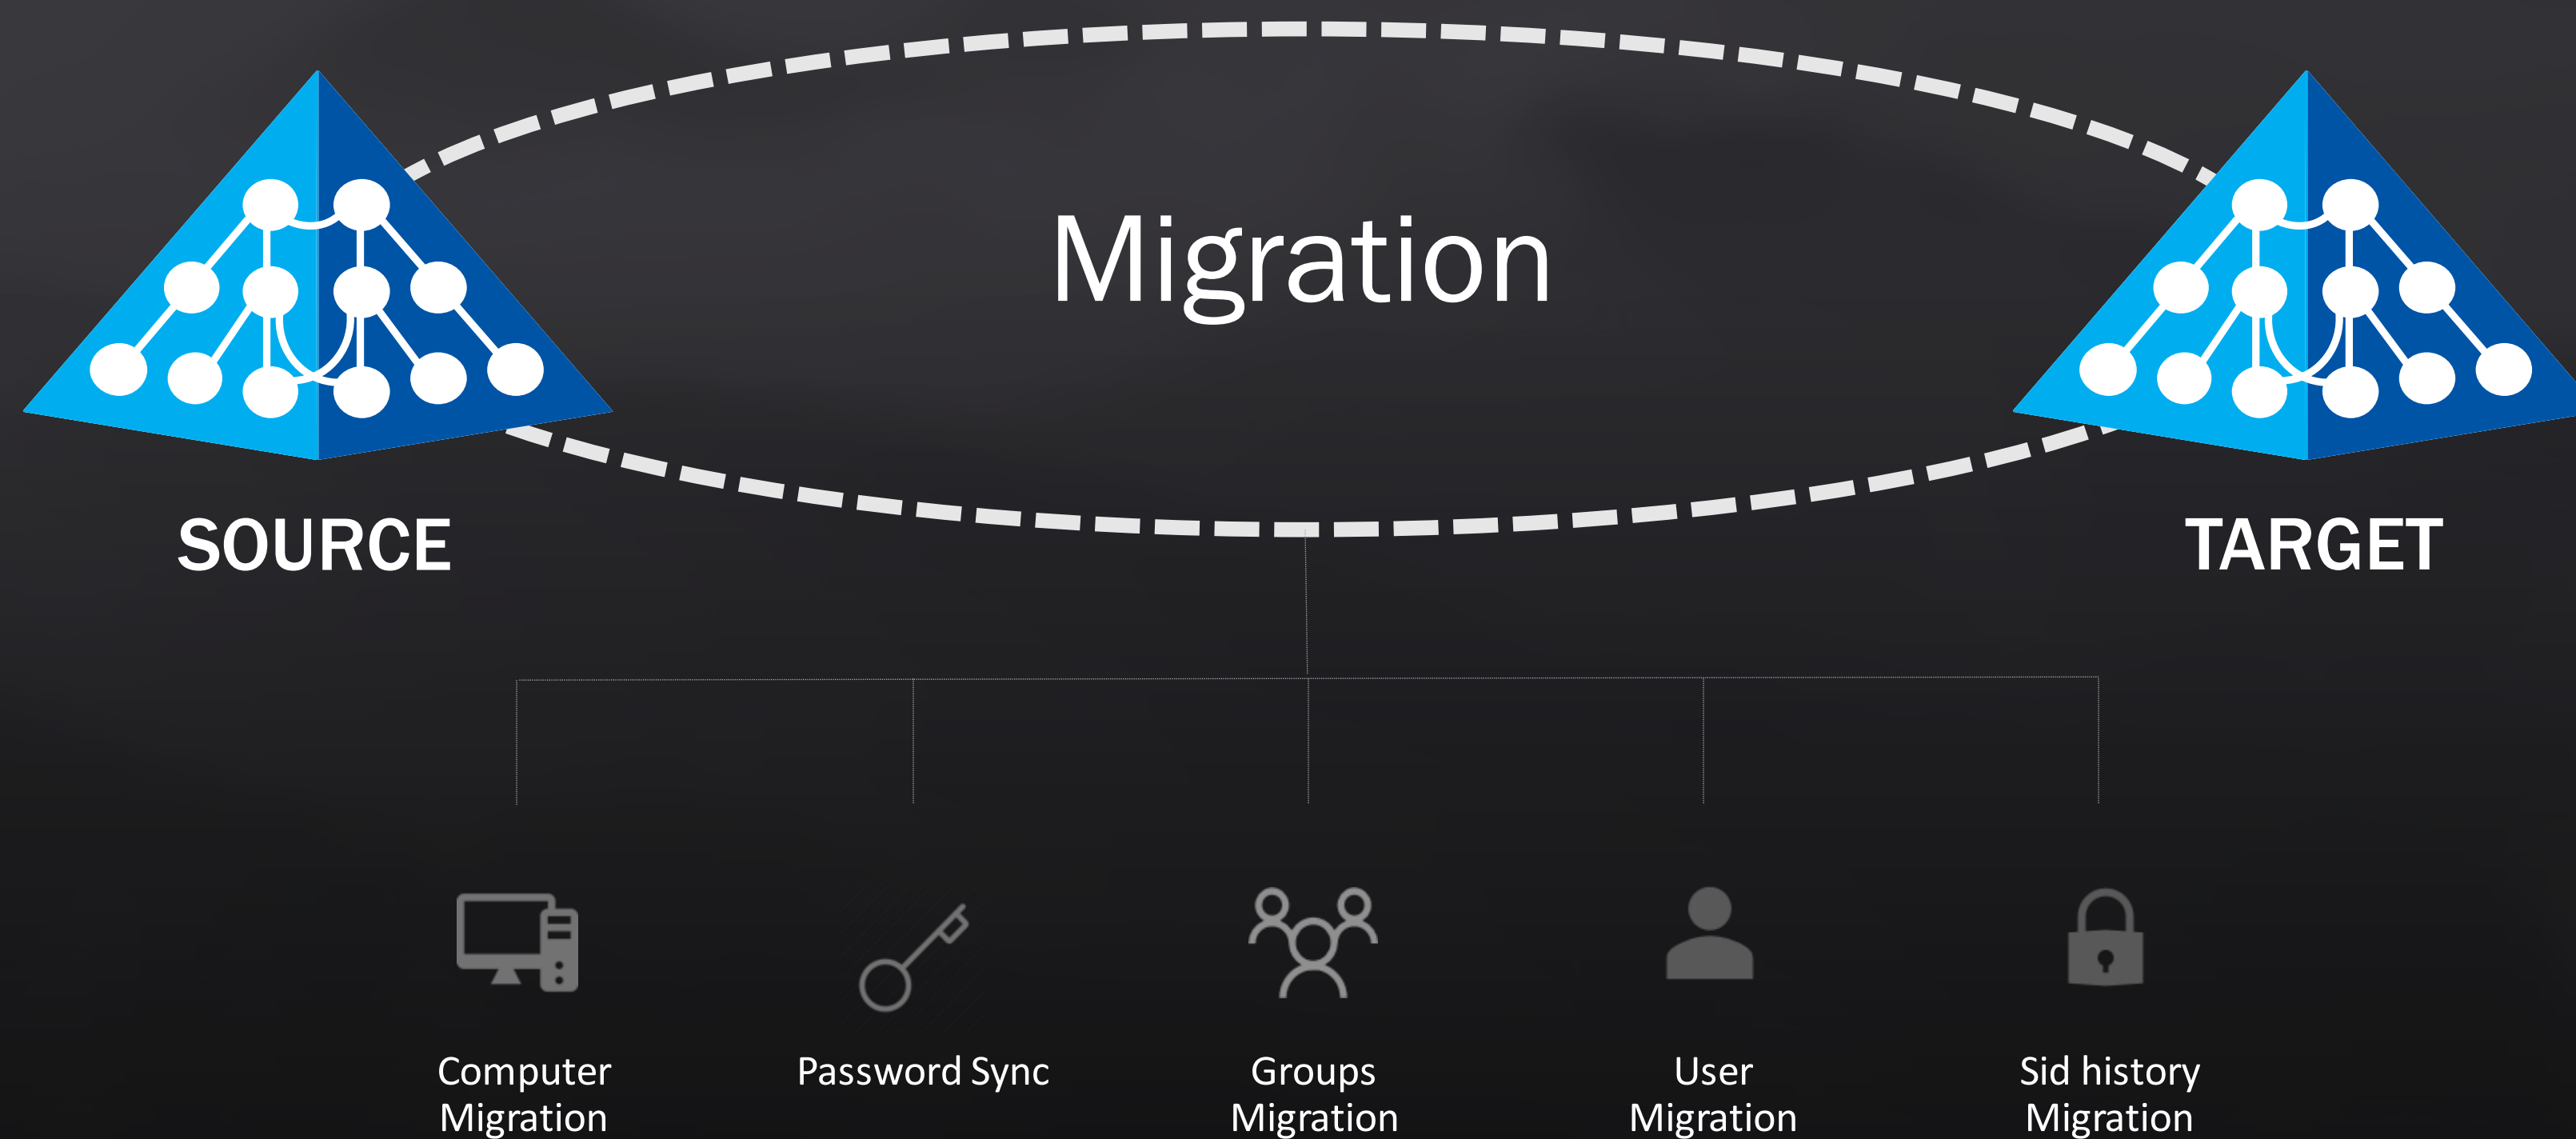 Migration
SOURCE
TARGET
Computer
Migration
Password Sync
Groups
Migration
User
Migration
Sid history
Migration